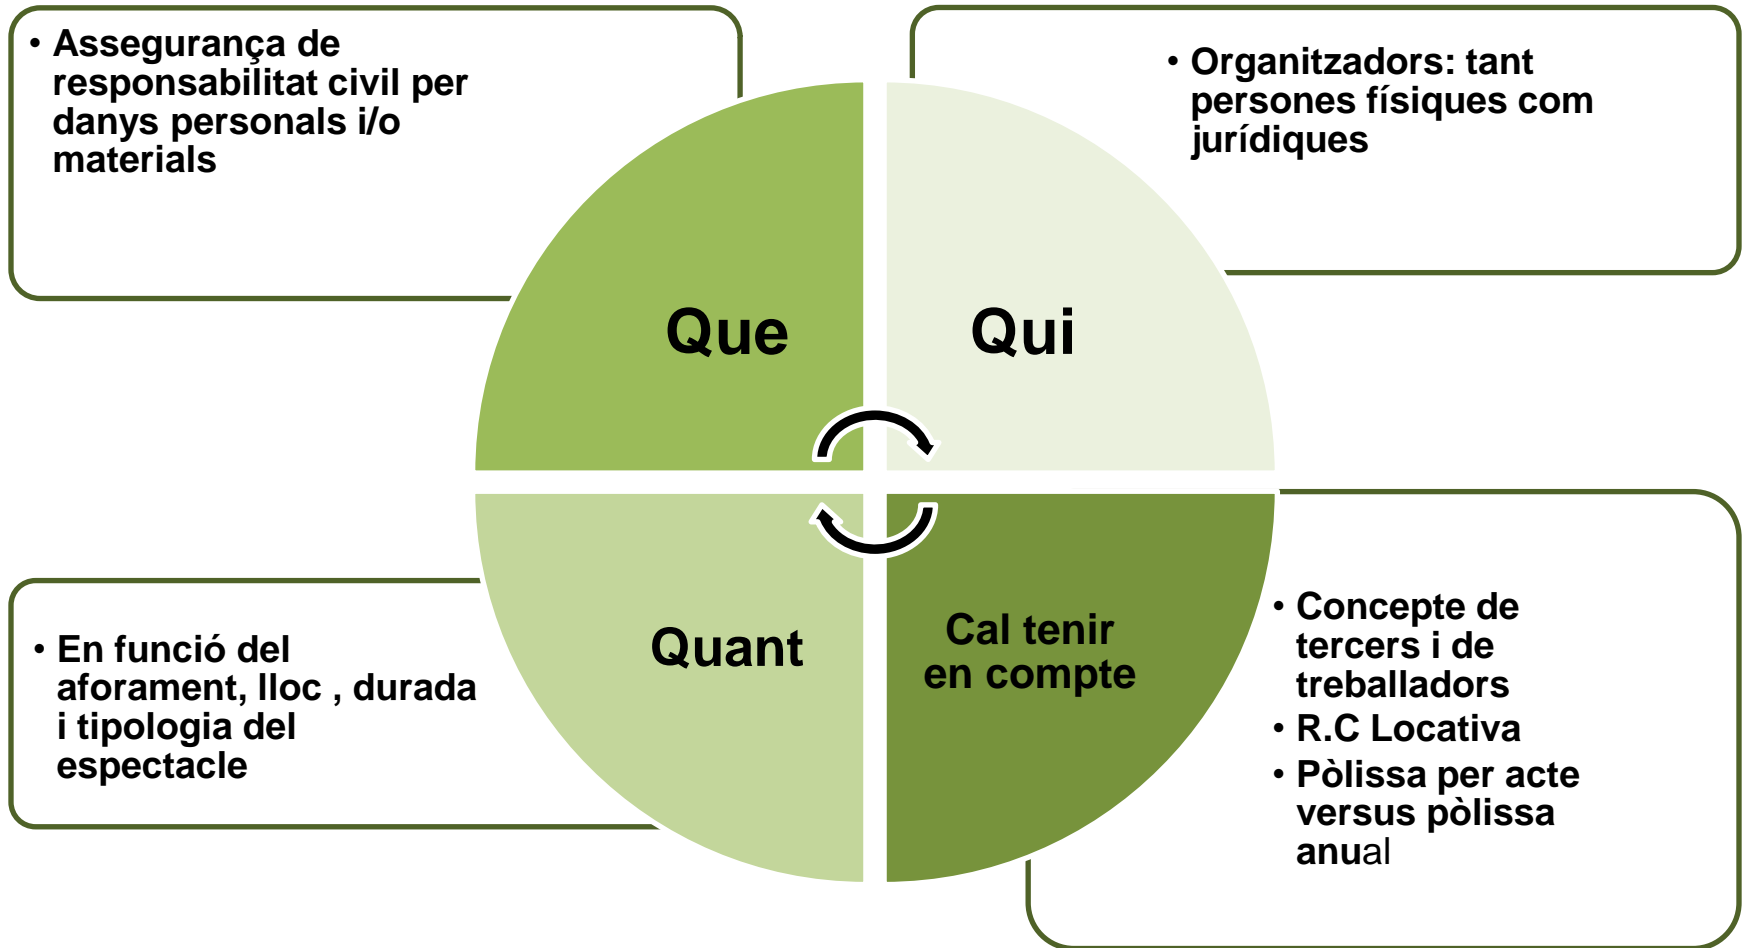 • Assegurança de
responsabilitat civil per
danys personals i/o
materials
• Organitzadors: tant
persones físiques com
jurídiques
Que
Qui
Quant
Cal tenir
en compte
• En funció del
aforament, lloc , durada
i tipologia del
espectacle
• Concepte de
tercers i de
treballadors
• R.C Locativa
• Pòlissa per acte
versus pòlissa
anual